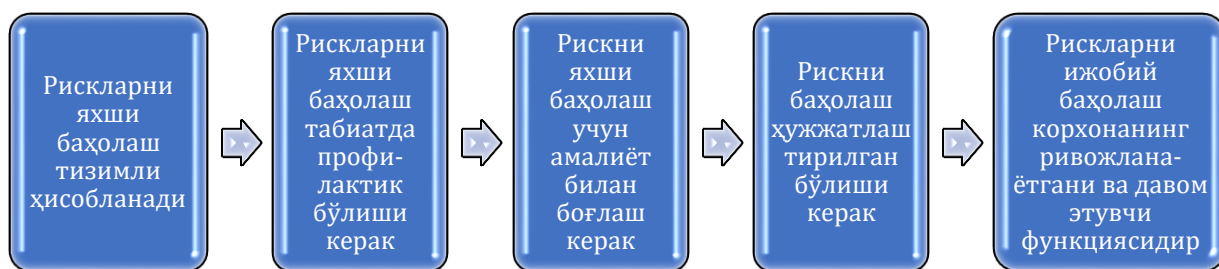 Рискларни
яхши
баҳолаш
тизимли
ҳисобланади
Рискларни
яхши
баҳолаш
табиатда
профи-
лактик
бўлиши
керак
Рискни
яхши
баҳолаш
учун
амалиёт
билан
боғлаш
керак
Рискни
баҳолаш
ҳужжатлаш
тирилган
бўлиши
керак
Рискларни
ижобий
баҳолаш
корхонанинг
ривожлана-
ётгани ва давом
этувчи
функциясидир